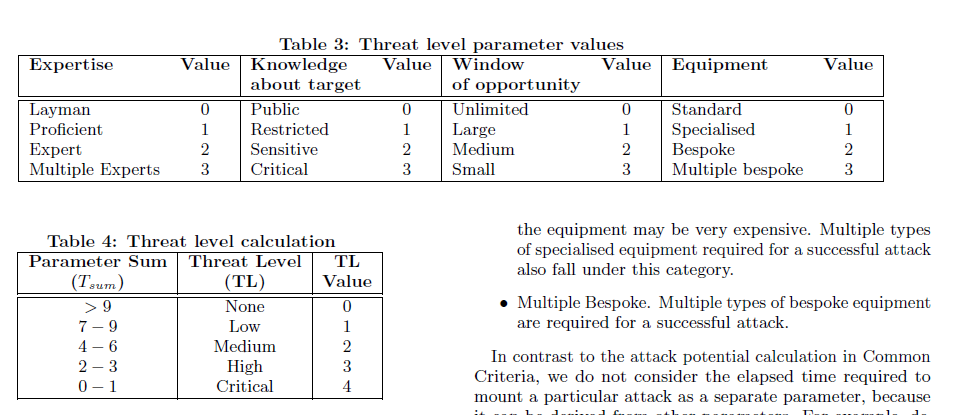 Table 3: Threat level parameter values
Expertise Value Knowledge about target Value Window of opportunity Value Equipment Value
Layman 0 Public 0 Unlimited 0 Standard 0
Proficient 1 Restricted 1 Large 1 Specialised 1
Expert 2 Sensitive 2 Medium 2 Bespoke 2
Multiple Experts 3 Critical 3 Small 3 Multiple bespoke 3
Table 4: Threat level calculation
Parameter Sum (Tsum) Threat Level (TL) TL Value
> 9 None 0
7 – 9 Low 1
4 – 6 Medium 2
2 – 3 High 3
0 – 1 Critical 4
the equipment may be very expensive. Multiple types
of specialised equipment required for a successful attack
also fall under this category.
• Multiple Bespoke. Multiple types of bespoke equipment
are required for a successful attack.
In contrast to the attack potential calculation in Common
Criteria, we do not consider the elapsed time required to
mount a particular attack as a separate parameter, because
it can be derived from other parameters. For example, de-